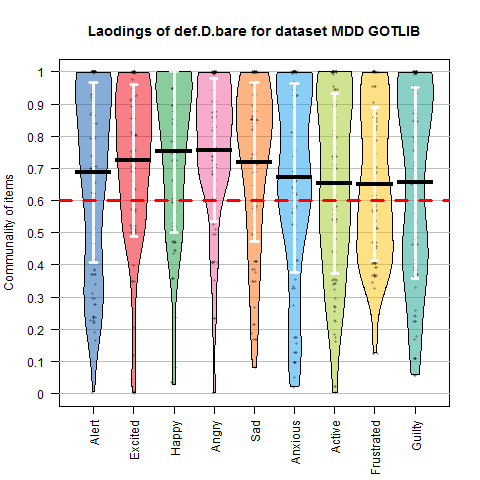 Laodings of def.D.bare for dataset MDD GOTLIB
Communality of items
1
0.9
0.8
0.7
0.6
0.5
0.4
0.3
0.2
0.1
0
Alert
Excited
Happy
Angry
Sad
Anxious
Active
Frustrated
Guilty